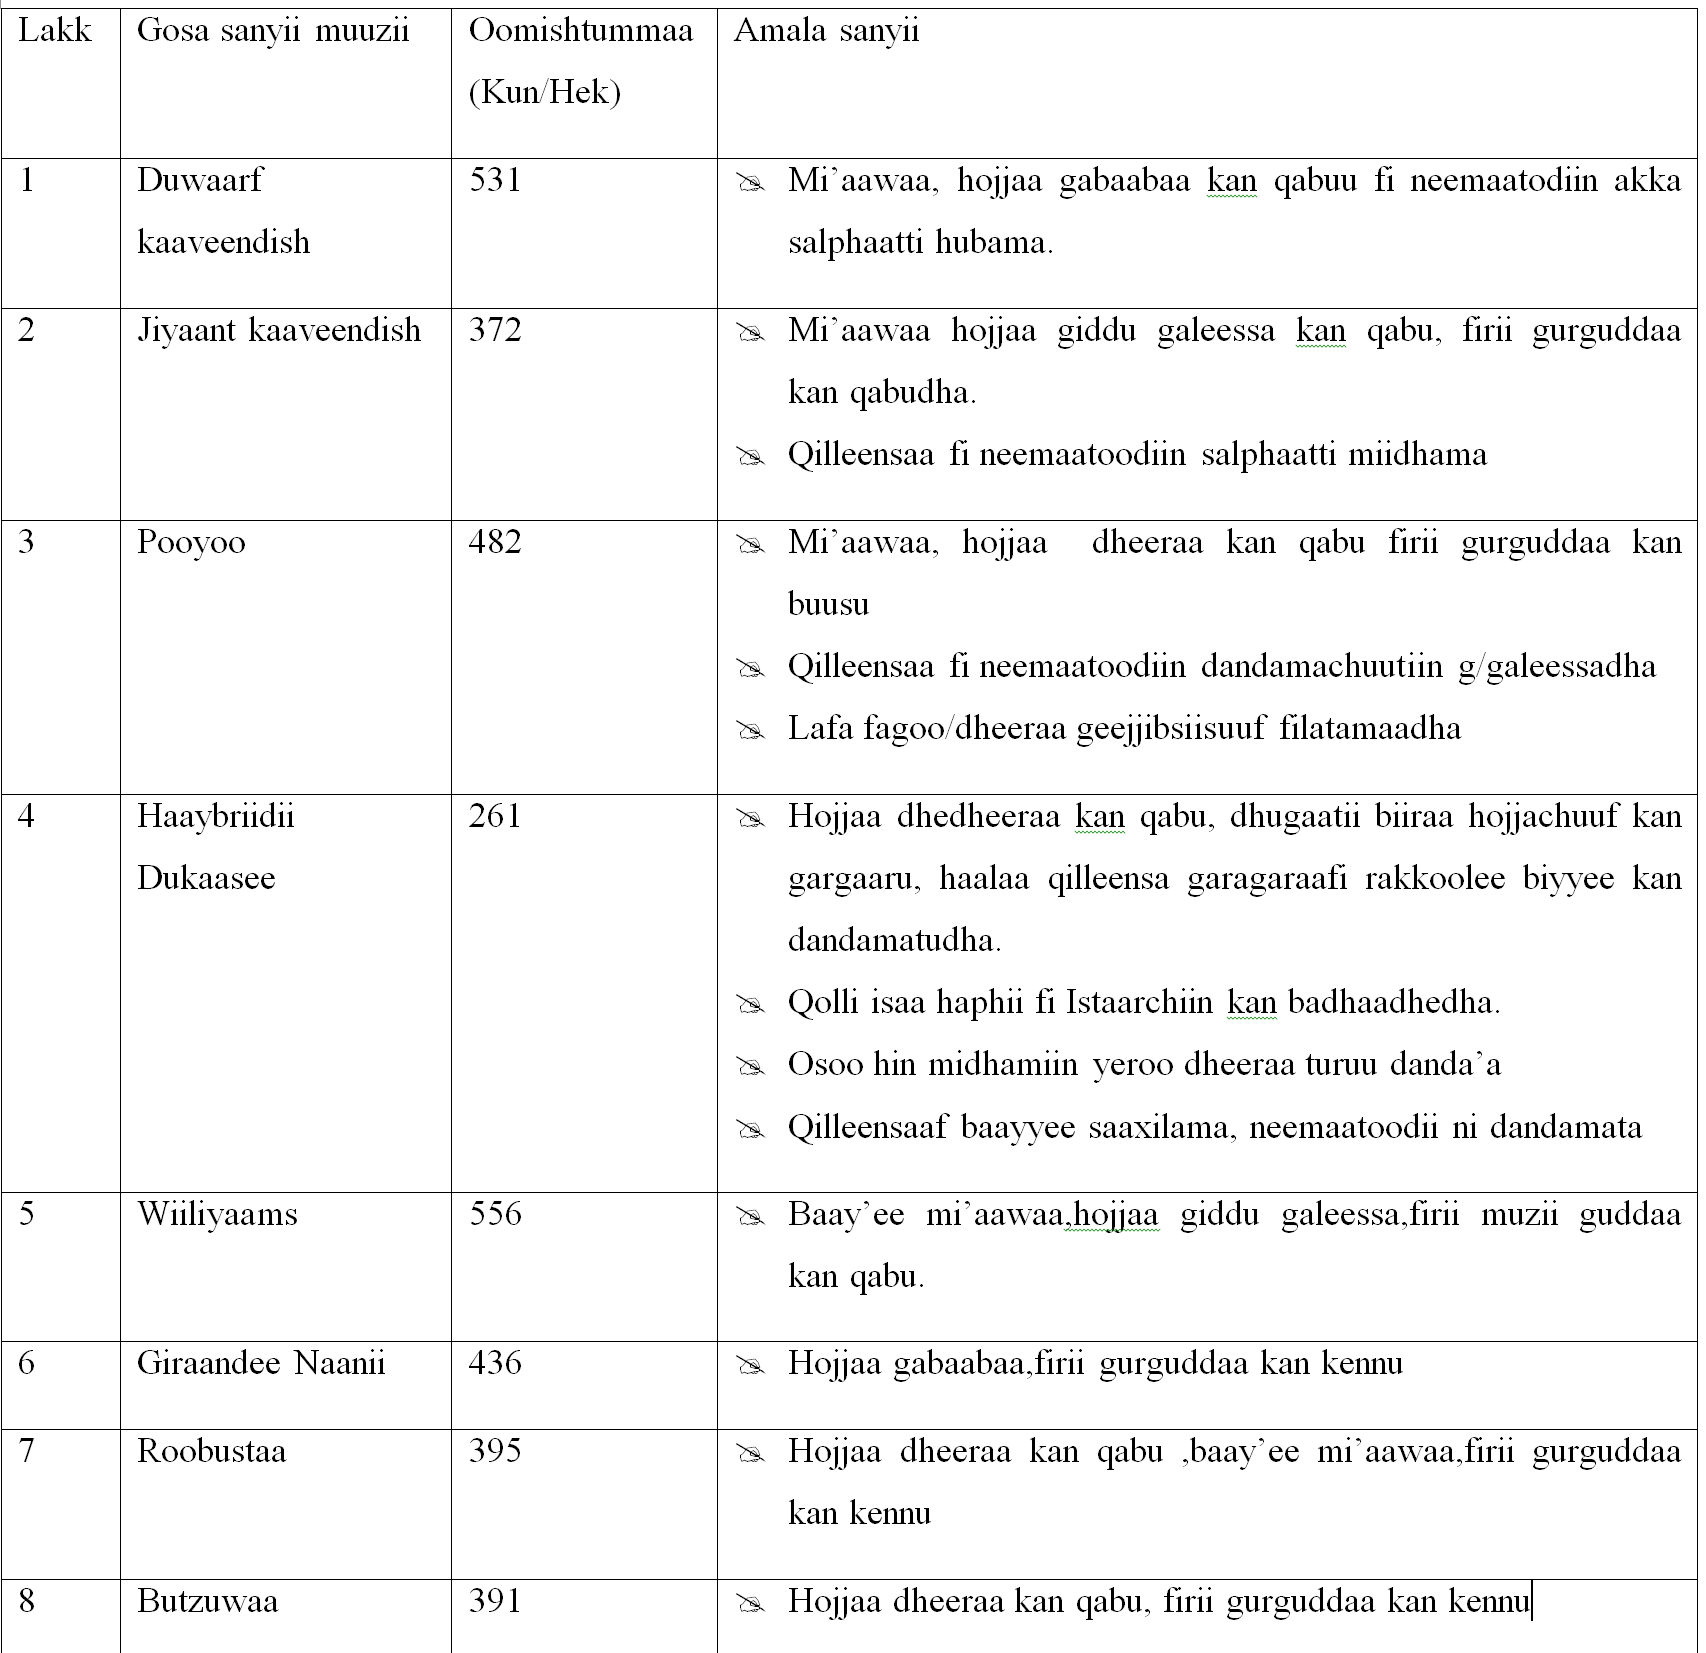 Lakk Gosa sanyii muuzii Oomishtummaa Amala sanyii
(Kun/Hek)
1 Duwaarf 531 Mi’aawaa, hojjaa gabaabaa kan qabuu fi neemaatodiin akka
kaaveendish salphaatti hubama.
2 Jiyaant kaaveendish 372 Mi’aawaa hojjaa giddu galeessa kan qabu, firii gurguddaa
kan qabudha.
Qilleensaa fi neemaatoodiin salphaatti miidhama
3 Pooyoo 482 Mi’aawaa, hojjaa dheeraa kan qabu firii gurguddaa kan
buusu
Qilleensaa fi neemaatoodiin dandamachuutiin g/galeessadha
Lafa fagoo/dheeraa geejjibsiisuuf filatamaadha
4 Haaybriidii 261 Hojjaa dhedheeraa kan qabu, dhugaatii biiraa hojjachuuf kan
Dukaasee gargaaru, haalaa qilleensa garagaraafi rakkoolee biyyee kan
dandamatudha.
Qolli isaa haphii fi Istaarchiin kan badhaadhedha.
Osoo hin midhamiin yeroo dheeraa turuu danda’a
Qilleensaaf baayyee saaxilama, neemaatoodii ni dandamata
5 Wiiliyaams 556 Baay’ee mi’aawaa,hojjaa giddu galeessa,firii muzii guddaa
kan qabu.
6 Giraandee Naanii 436 Hojjaa gabaabaa,firii gurguddaa kan kennu
7 Roobustaa 395 Hojjaa dheeraa kan qabu ,baay’ee mi’aawaa,firii gurguddaa
kan kennu
8 Butzuwaa 391 Hojjaa dheeraa kan qabu, firii gurguddaa kan kennu